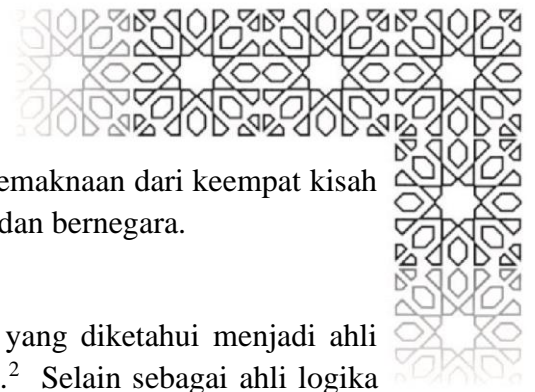 emaknaan dari keempat kisah
dan bernegara.
yang diketahui menjadi ahli
.² Selain sebagai ahli logika